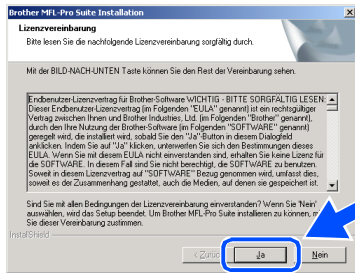 Brother MFL-Pro Suite Installation
Lizenzvereinbarung
Bitte lesen Sie die nachfolgende Lizenzvereinbarung sorgfältig durch.
Mit der BILD-NACH-UNTEN Taste können Sie den Rest der Vereinbarung sehen.
Endbenutzer-Lizenzvertrag für Brother-Software WICHTIG - BITTE SORGFÄLTIG LESEN:
Dieser Endbenutzer-Lizenzvertrag (im Folgenden "EULA" genannt) ist ein rechtsgültiger
Vertrag zwischen Ihnen und Brother Industries, Ltd. (im Folgenden "Brother" genannt),
durch den Ihre Nutzung der Brother-Software (im Folgenden "SOFTWARE" genannt)
geregelt wird, die installiert wird, sobald Sie den "Ja"-Button in diesem Dialogfeld
anklicken. Indem Sie auf "Ja" klicken, unterwerfen Sie sich den Bestimmungen dieses
EULA. Wenn Sie mit diesem EULA nicht einverstanden sind, erhalten Sie keine Lizenz für
die SOFTWARE. In diesem Fall sind Sie nicht berechtigt, die SOFTWARE zu benutzen.
Soweit in diesem Lizenzvertrag auf "SOFTWARE" Bezug genommen wird, umfasst dies,
soweit es der Zusammenhang gestattet, auch die Medien, auf denen sie gespeichert ist.
Sind Sie mit allen Bedingungen der Lizenzvereinbarung einverstanden? Wenn Sie 'Nein'
auswählen, wird das Setup beendet. Um Brother MFL-Pro Suite installieren zu können,
Sie dieser Vereinbarung zustimmen.
InstallShield
Ja
Nein